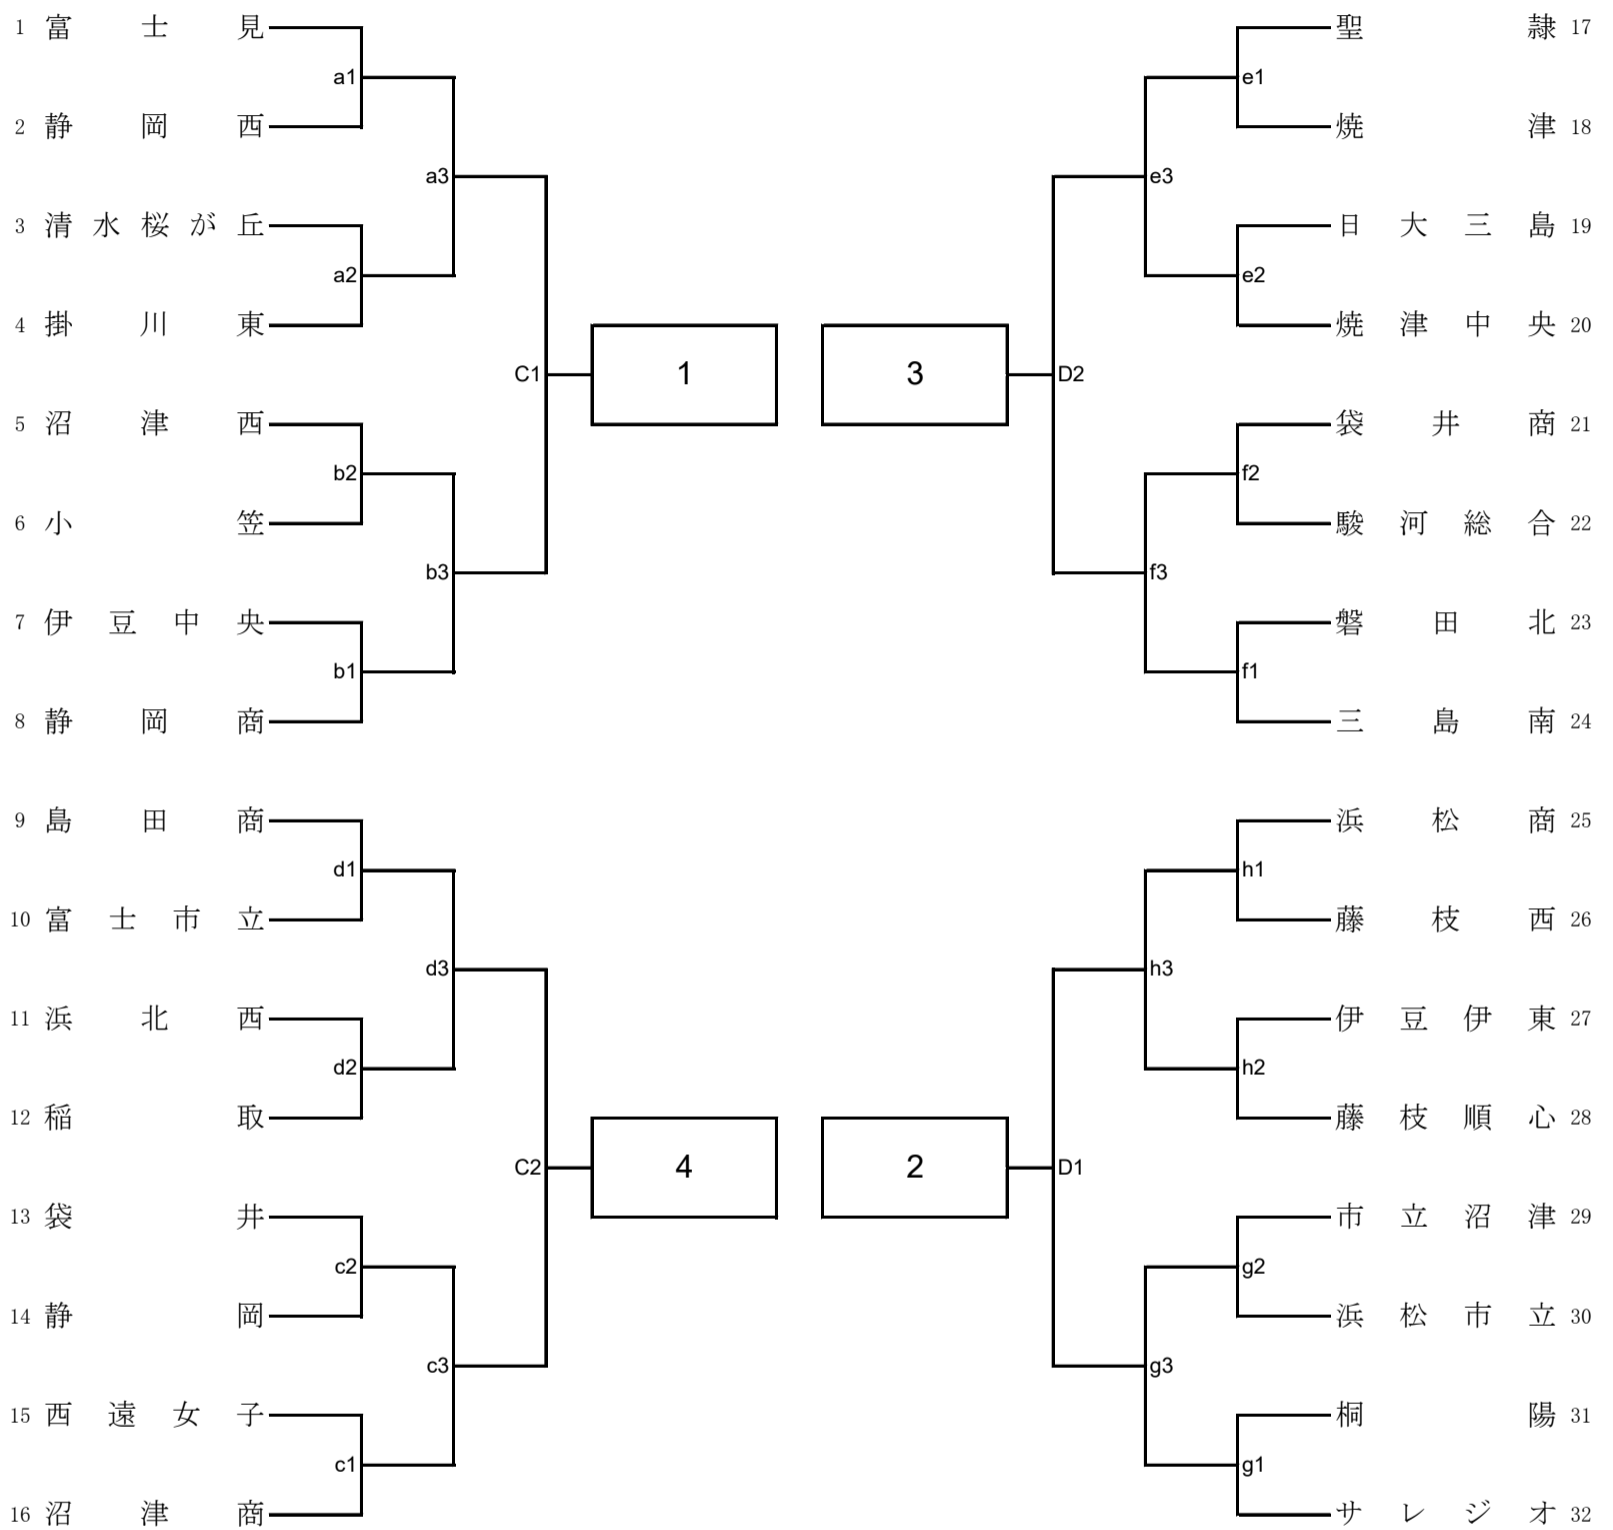 1 富士見
a1
2 静岡西
a3
3 清水桜が丘
a2
4 掛川東
C1
1
5 沼津西
b2
6 小笠
b3
7 伊豆中央
b1
8 静岡商
9 島田商
d1
10 富士市立
d3
11 浜北西
d2
12 稲取
C2
4
13 袋井
c2
14 静岡
c3
15 西遠女子
c1
16 沼津商
聖隷 17
e1
焼津 18
e3
日大三島 19
e2
焼津中央 20
3
D2
袋井商 21
f2
駿河総合 22
f3
磐田北 23
f1
三島南 24
浜松商 25
h1
藤枝西 26
h3
伊豆伊東 27
h2
藤枝順心 28
2
D1
市立沼津 29
g2
浜松市立 30
g3
桐陽 31
g1
サレジオ 32